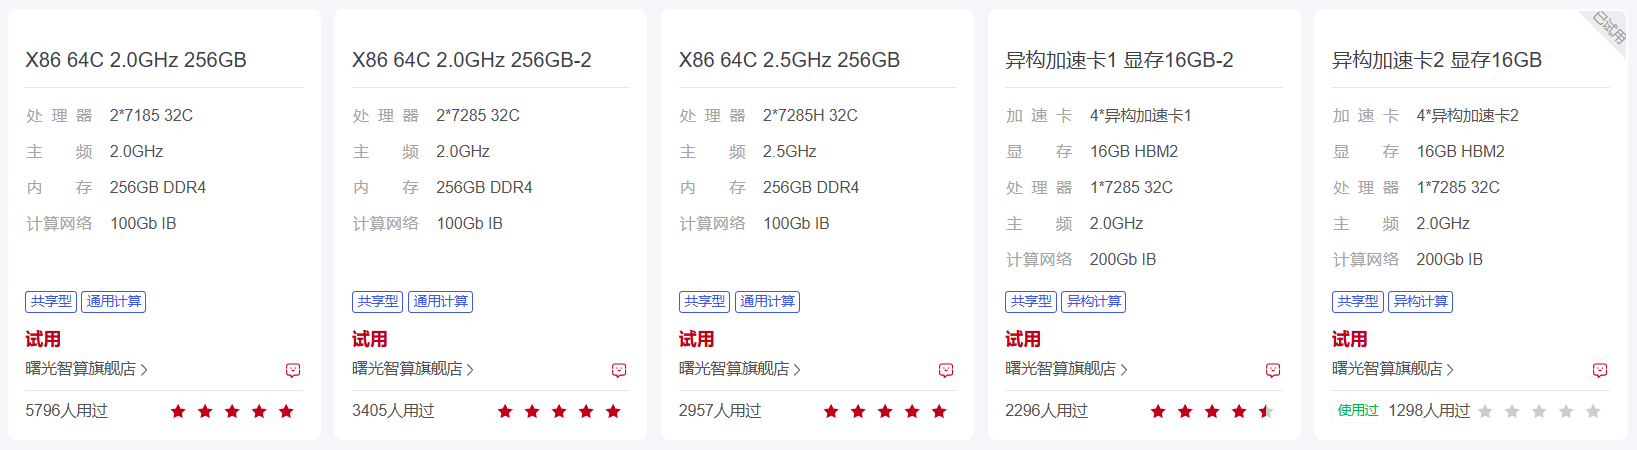 X86 64C 2.0GHz 256GB
处理器 2*7185 32C
主频 2.0GHz
内存 256GB DDR4
计算网络 100Gb IB
共享型 通用计算
试用
曙光智算旗舰店
5796人用过
X86 64C 2.0GHz 256GB-2
处理器 2*7285 32C
主频 2.0GHz
内存 256GB DDR4
计算网络 100Gb IB
共享型 通用计算
试用
曙光智算旗舰店
3405人用过
X86 64C 2.5GHz 256GB
处理器 2*7285H 32C
主频 2.5GHz
内存 256GB DDR4
计算网络 100Gb IB
共享型 通用计算
试用
曙光智算旗舰店
2957人用过
异构加速卡1 显存16GB-2
加速卡 4*异构加速卡1
显存 16GB HBM2
处理器 1*7285 32C
主频 2.0GHz
计算网络 200Gb IB
共享型 异构计算
试用
曙光智算旗舰店
2296人用过
已试用
异构加速卡2 显存16GB
加速卡 4*异构加速卡2
显存 16GB HBM2
处理器 1*7285 32C
主频 2.0GHz
计算网络 200Gb IB
共享型 异构计算
试用
曙光智算旗舰店
使用过 1298人用过